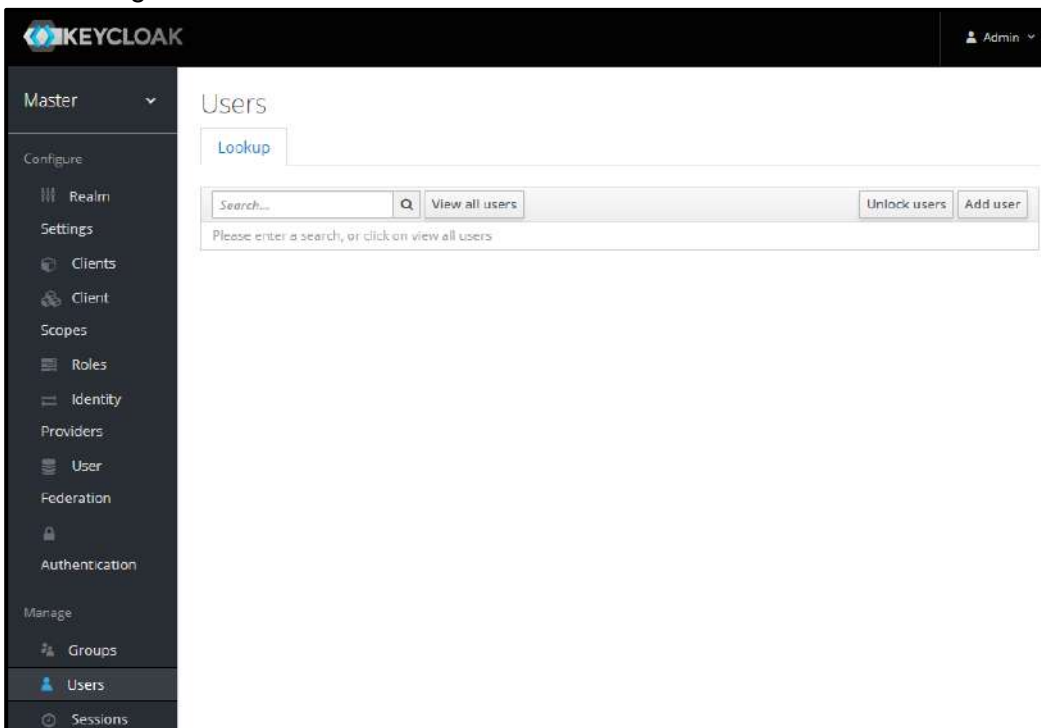 KEYCLOAK
Admin
Master
Users
Lookup
Configure
Realm
Settings
Clients
Client
Scopes
Roles
Identity
Providers
User
Federation
Authentication
Manage
Groups
Users
Sessions
Search...
View all users
Unlock users
Add user
Please enter a search, or click on view all users